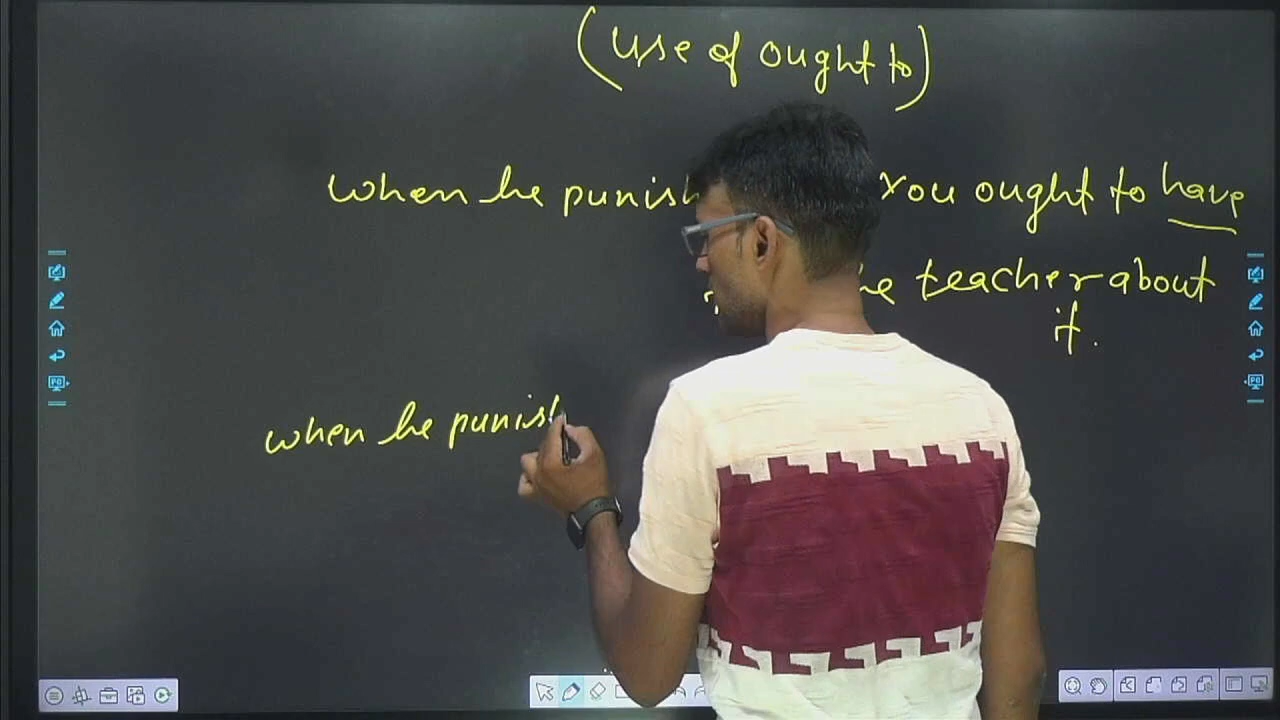 (use of ought to)
when he punish you ought to have
teacher about
it.
when he punish